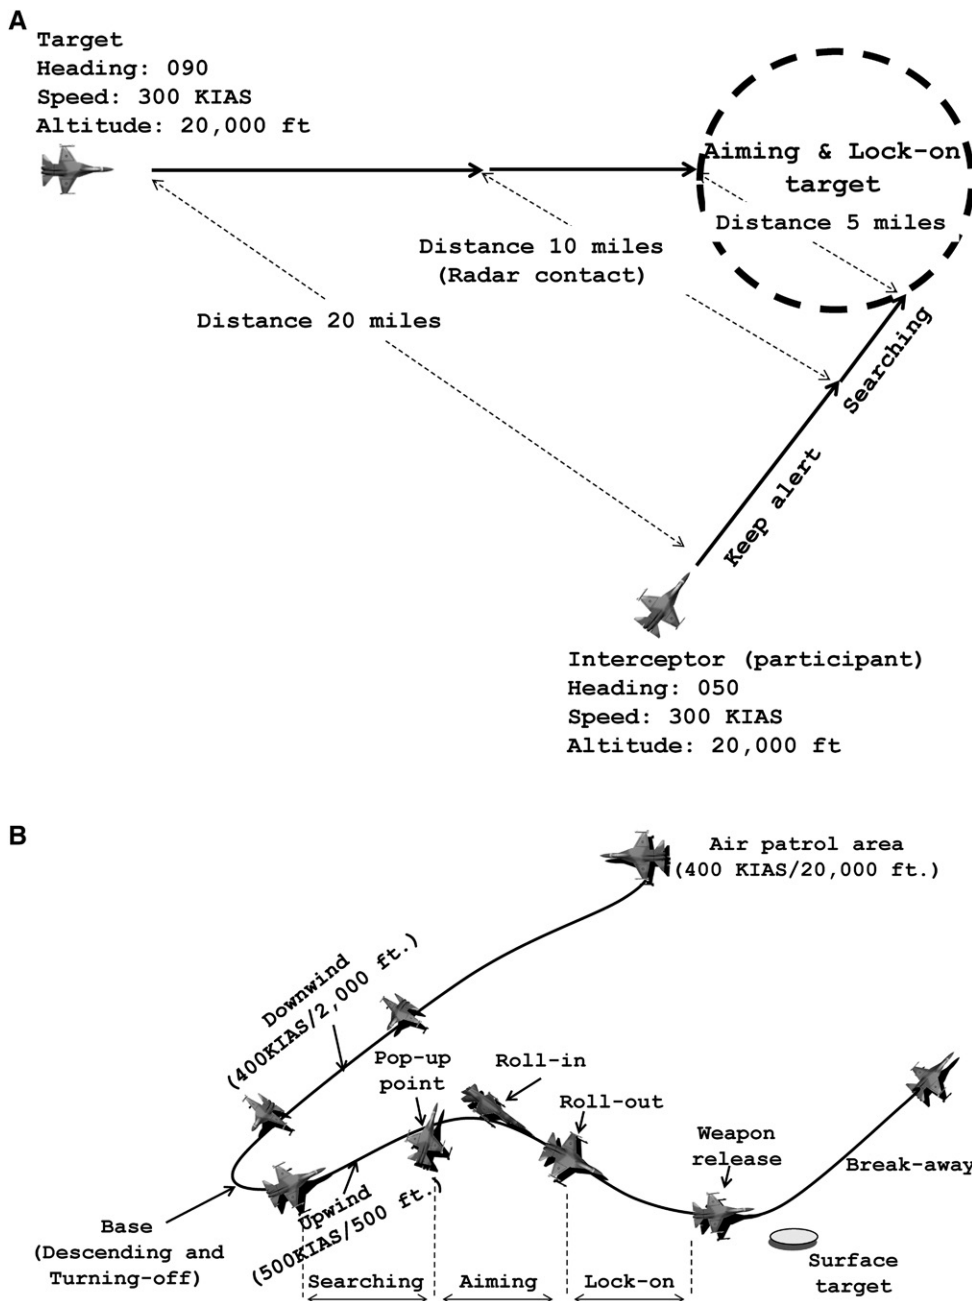 A
Target
Heading: 090
Speed: 300 KIAS
Altitude: 20,000 ft
Aiming & Lock-on
target
Distance 5 miles
Distance 10 miles
(Radar contact)
Distance 20 miles
Searching
Keep alert
Interceptor (participant)
Heading: 050
Speed: 300 KIAS
Altitude: 20,000 ft
B
Air patrol area
(400 KIAS/20,000 ft.)
Downwind
(400KIAS/2,000 ft.)
Pop-up
point
Roll-in
Roll-out
Weapon
release
Break-away
Base
(Descending and
Turning-off)
Upwind
(500KIAS/500 ft.)
Surface
target
Searching
Aiming
Lock-on